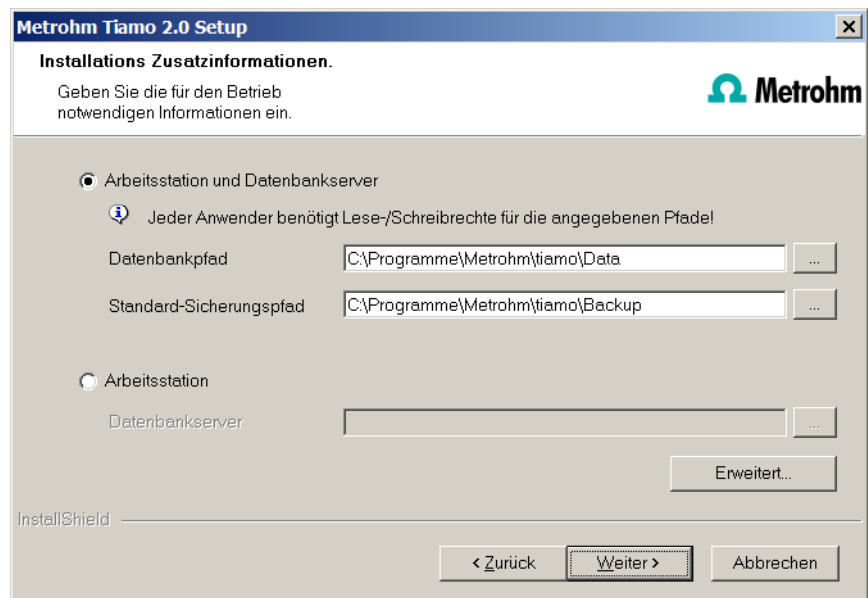 Metrohm Tiamo 2.0 Setup
Installations Zusatzinformationen.
Geben Sie die für den Betrieb
notwendigen Informationen ein.
Metrohm
Arbeitsstation und Datenbankserver
Jeder Anwender benötigt Lese-/Schreibrechte für die angegebenen Pfade!
Datenbankpfad C:\Programme\Metrohm\tiamo\Data ...
Standard-Sicherungspfad C:\Programme\Metrohm\tiamo\Backup ...
Arbeitsstation
Datenbankserver ...
Erweitert...
InstallShield
< Zurück Weiter > Abbrechen